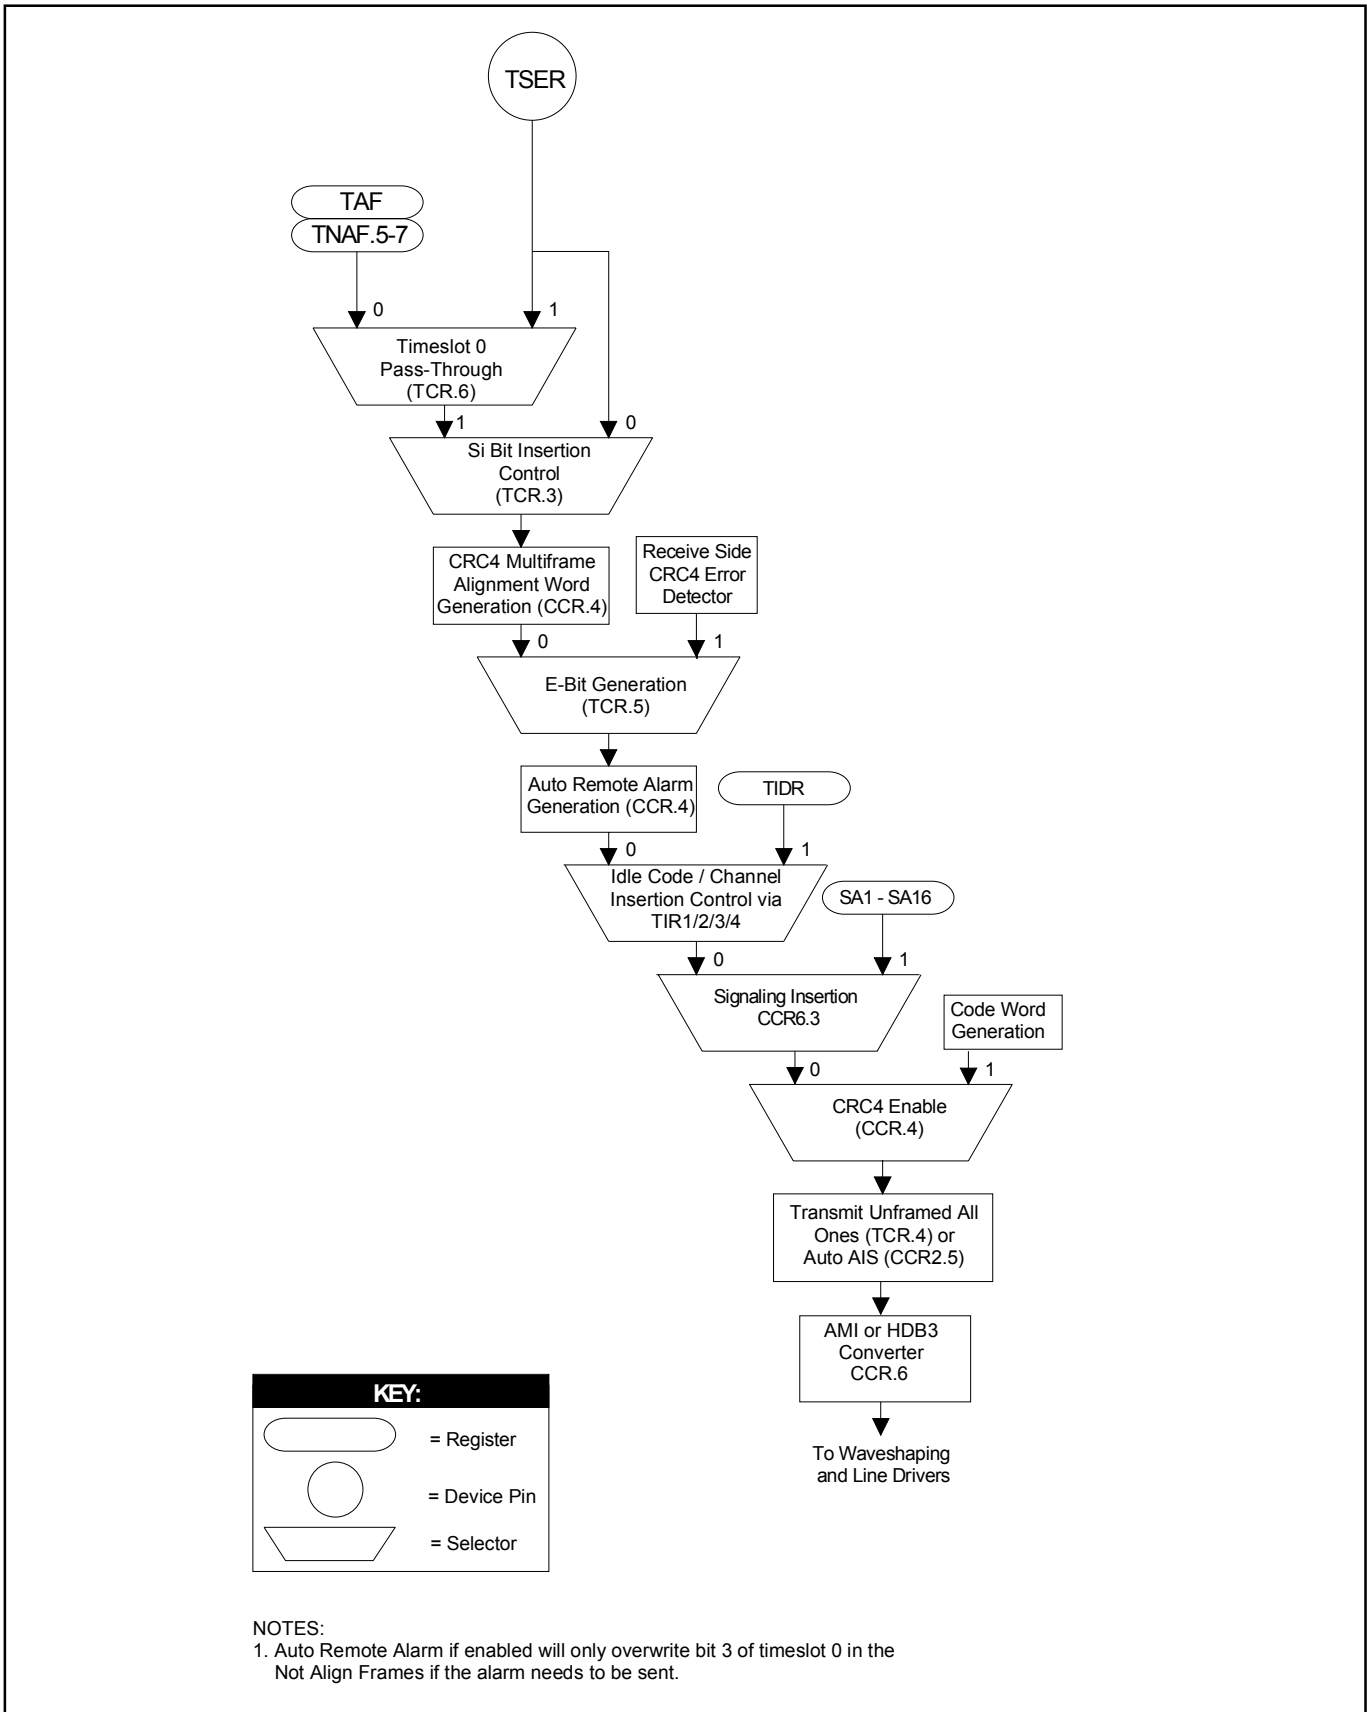 TSER
TAF
TNAF.5-7
0
1
Timeslot 0
Pass-Through
(TCR.6)
1
0
Si Bit Insertion
Control
(TCR.3)
CRC4 Multiframe
Alignment Word
Generation (CCR.4)
Receive Side
CRC4 Error
Detector
0
1
E-Bit Generation
(TCR.5)
Auto Remote Alarm
Generation (CCR.4)
TIDR
0
1
Idle Code / Channel
Insertion Control via
TIR1/2/3/4
SA1 - SA16
0
1
Signaling Insertion
CCR6.3
Code Word
Generation
0
1
CRC4 Enable
(CCR.4)
Transmit Unframed All
Ones (TCR.4) or
Auto AIS (CCR2.5)
AMI or HDB3
Converter
CCR.6
To Waveshaping
and Line Drivers
KEY:
= Register
= Device Pin
= Selector
NOTES:
1. Auto Remote Alarm if enabled will only overwrite bit 3 of timeslot 0 in the
Not Align Frames if the alarm needs to be sent.